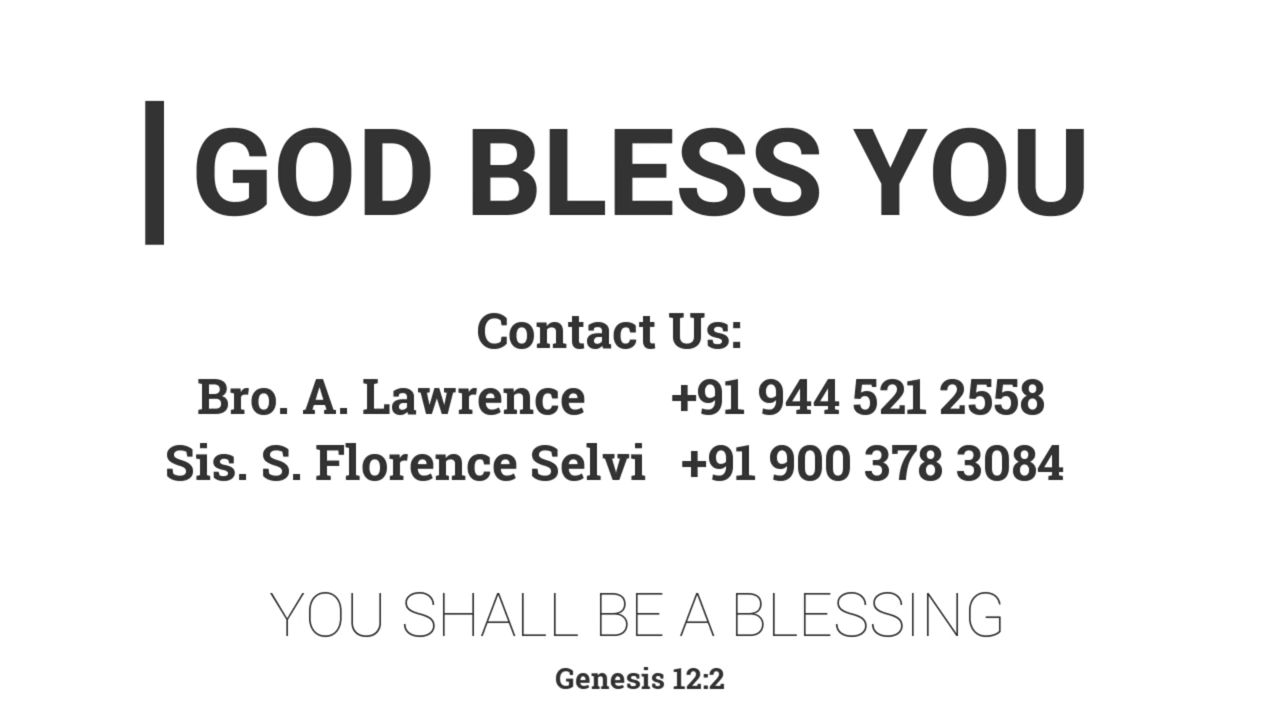 GOD BLESS YOU
Contact Us:
Bro. A. Lawrence +91 944 521 2558
Sis. S. Florence Selvi +91 900 378 3084
YOU SHALL BE A BLESSING
Genesis 12:2